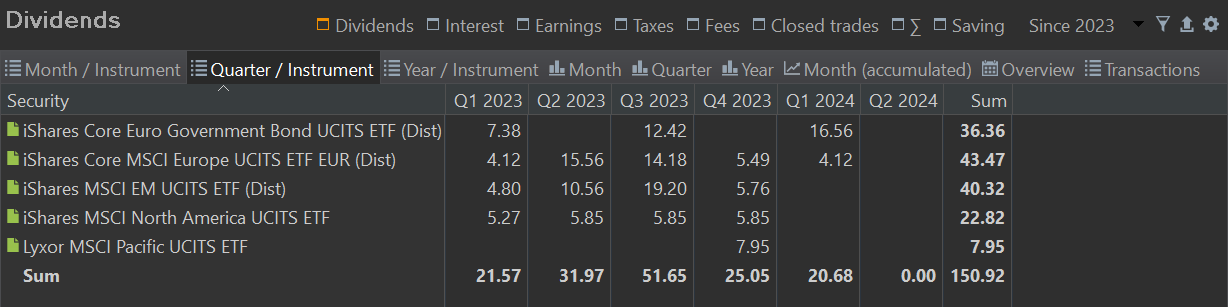 Dividends
Dividends Interest Earnings Taxes Fees Closed trades ∑ Saving Since 2023
Month / Instrument Quarter / Instrument Year / Instrument Month Quarter Year Month (accumulated) Overview Transactions
Security Q1 2023 Q2 2023 Q3 2023 Q4 2023 Q1 2024 Q2 2024 Sum
iShares Core Euro Government Bond UCITS ETF (Dist) 7.38 12.42 16.56 36.36
iShares Core MSCI Europe UCITS ETF EUR (Dist) 4.12 15.56 14.18 5.49 4.12 43.47
iShares MSCI EM UCITS ETF (Dist) 4.80 10.56 19.20 5.76 40.32
iShares MSCI North America UCITS ETF 5.27 5.85 5.85 5.85 22.82
Lyxor MSCI Pacific UCITS ETF 7.95 7.95
Sum 21.57 31.97 51.65 25.05 20.68 0.00 150.92